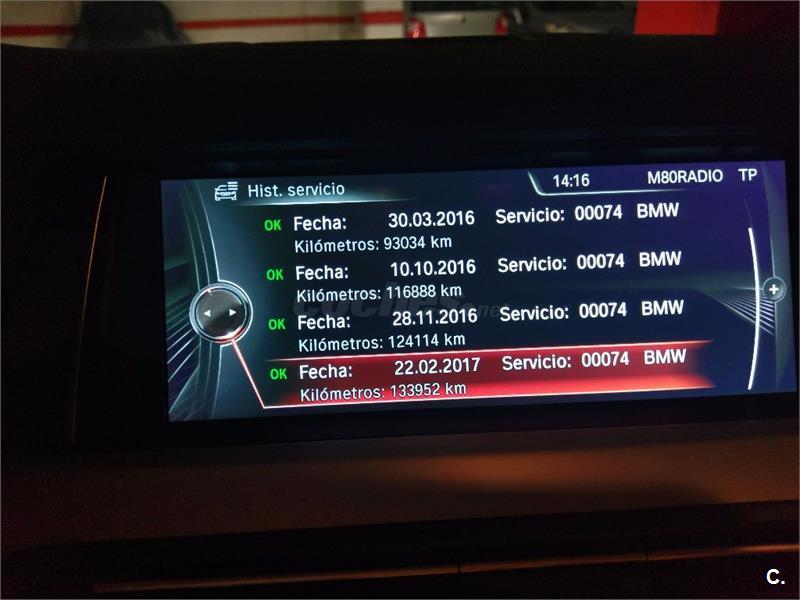 Hist. servicio
14:16 M80RADIO TP
OK Fecha: 30.03.2016 Servicio: 00074 BMW
Kilómetros: 93034 km
OK Fecha: 10.10.2016 Servicio: 00074 BMW
Kilómetros: 116888 km
coches.net
OK Fecha: 28.11.2016 Servicio: 00074 BMW
Kilómetros: 124114 km
OK Fecha: 22.02.2017 Servicio: 00074 BMW
Kilómetros: 133952 km
C.